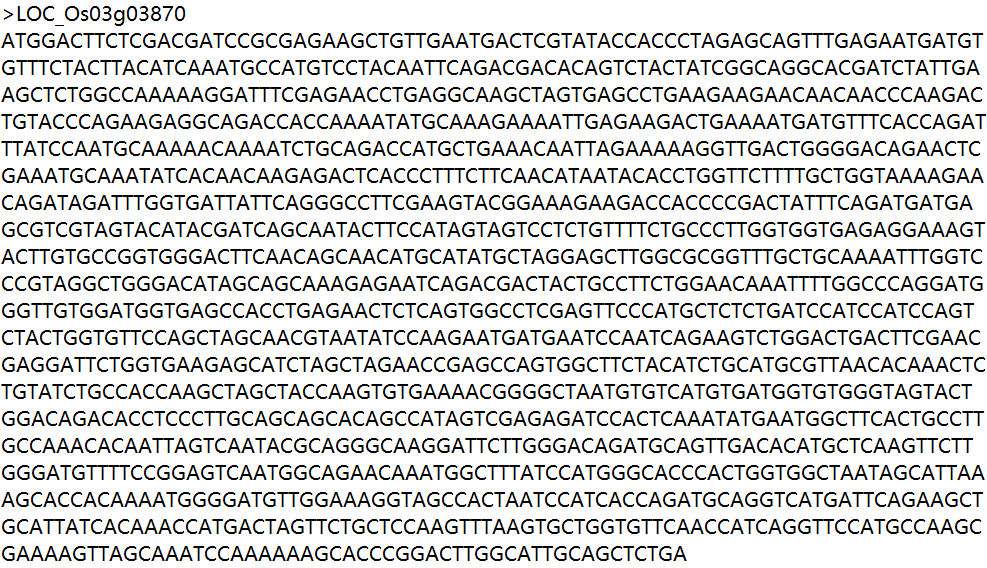 >LOC_Os03g03870
ATGGACTTCTCGACGATCCGCGAGAAGCTGTTGAATGACTCGTATACCACCCTAGAGCAGTTTGAGAATGATGT
GTTTCTACTTACATCAAATGCCATGTCCTACAATTCAGACGACACAGTCTACTATCGGCAGGCACGATCTATTGA
AGCTCTGGCCAAAAAGGATTTCGAGAACCTGAGGCAAGCTAGTGAGCCTGAAGAAGAACAACAACCCAAGAC
TGTACCCAGAAGAGGCAGACCACCAAAATATGCAAAGAAAATTGAGAAGACTGAAAATGATGTTTCACCAGAT
TTATCCAATGCAAAAACAAAATCTGCAGACCATGCTGAAACAATTAGAAAAAGGTTGACTGGGGACAGAACTC
GAAATGCAAATATCACAACAAGAGACTCACCCTTTCTTCAACATAATACACCTGGTTCTTTTGCTGGTAAAAGAA
CAGATAGATTTGGTGATTATTCAGGGCCTTCGAAGTACGGAAAGAAGACCACCCCGACTATTTCAGATGATGA
GCGTCGTAGTACATACGATCAGCAATACTTCCATAGTAGTCCTCTGTTTTCTGCCCTTGGTGGTGAGAGGAAAGT
ACTTGTGCCGGTGGGACTTCAACAGCAACATGCATATGCTAGGAGCTTGGCGCGGTTTGCTGCAAAATTTGGTC
CCGTAGGCTGGGACATAGCAGCAAAGAGAATCAGACGACTACTGCCTTCTGGAACAAATTTTGGCCCAGGATG
GGTTGTGGATGGTGAGCCACCTGAGAACTCTCAGTGGCCTCGAGTTCCCATGCTCTCTGATCCATCCATCCAGT
CTACTGGTGTTCCAGCTAGCAACGTAATATCCAAGAATGATGAATCCAATCAGAAGTCTGGACTGACTTCGAAC
GAGGATTCTGGTGAAGAGCATCTAGCTAGAACCGAGCCAGTGGCTTCTACATCTGCATGCGTTAACACAAACTC
TGTATCTGCCACCAAGCTAGCTACCAAGTGTGAAAACGGGGCTAATGTGTCATGTGATGGTGTGGGTAGTACT
GGACAGACACCTCCCTTGCAGCAGCACAGCCATAGTCGAGAGATCCACTCAAATATGAATGGCTTCACTGCCTT
GCCAAACACAATTAGTCAATACGCAGGGCAAGGATTCTTGGGACAGATGCAGTTGACACATGCTCAAGTTCTT
GGGATGTTTTCCGGAGTCAATGGCAGAACAAATGGCTTTATCCATGGGCACCCACTGGTGGCTAATAGCATTAA
AGCACCACAAAATGGGGATGTTGGAAAGGTAGCCACTAATCCATCACCAGATGCAGGTCATGATTCAGAAGCT
GCATTATCACAAACCATGACTAGTTCTGCTCCAAGTTTAAGTGCTGGTGTTCAACCATCAGGTTCCATGCCAAGC
GAAAAGTTAGCAAATCCAAAAAAGCACCCGGACTTGGCATTGCAGCTCTGA